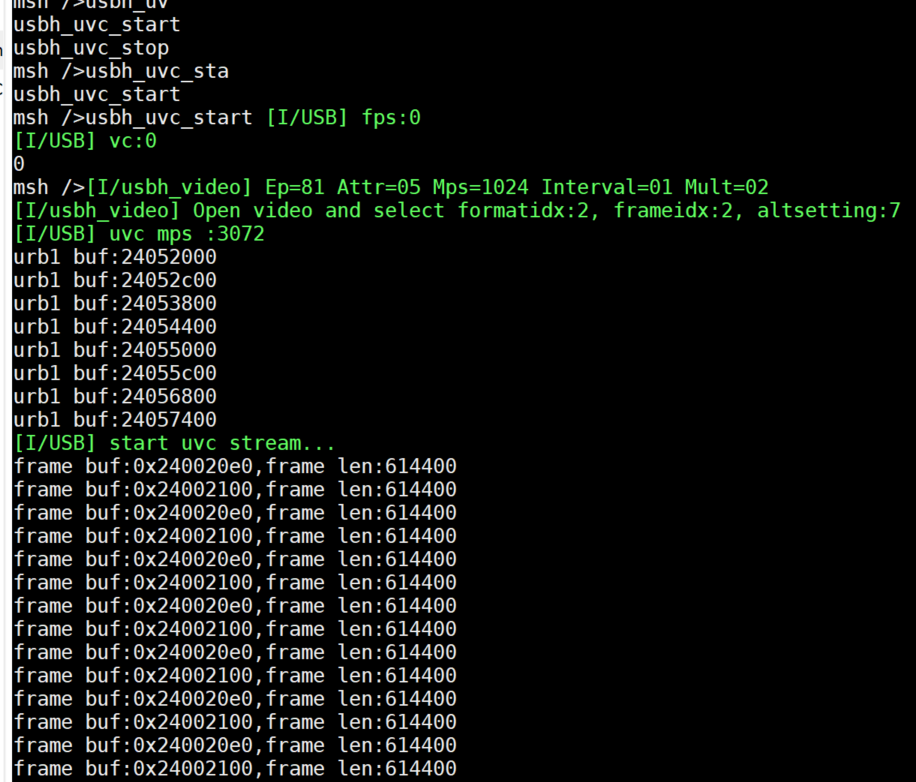 msh />usbh_uv
usbh_uvc_start
usbh_uvc_stop
msh />usbh_uvc_sta
usbh_uvc_start
msh />usbh_uvc_start [I/USB] fps:0
[I/USB] vc:0
0
msh />[I/usbh_video] Ep=81 Attr=05 Mps=1024 Interval=01 Mult=02
[I/usbh_video] Open video and select formatidx:2, frameidx:2, altsetting:7
[I/USB] uvc mps :3072
urb1 buf:24052000
urb1 buf:24052c00
urb1 buf:24053800
urb1 buf:24054400
urb1 buf:24055000
urb1 buf:24055c00
urb1 buf:24056800
urb1 buf:24057400
[I/USB] start uvc stream...
frame buf:0x240020e0,frame len:614400
frame buf:0x24002100,frame len:614400
frame buf:0x240020e0,frame len:614400
frame buf:0x24002100,frame len:614400
frame buf:0x240020e0,frame len:614400
frame buf:0x24002100,frame len:614400
frame buf:0x240020e0,frame len:614400
frame buf:0x24002100,frame len:614400
frame buf:0x240020e0,frame len:614400
frame buf:0x24002100,frame len:614400
frame buf:0x240020e0,frame len:614400
frame buf:0x24002100,frame len:614400
frame buf:0x240020e0,frame len:614400
frame buf:0x24002100,frame len:614400